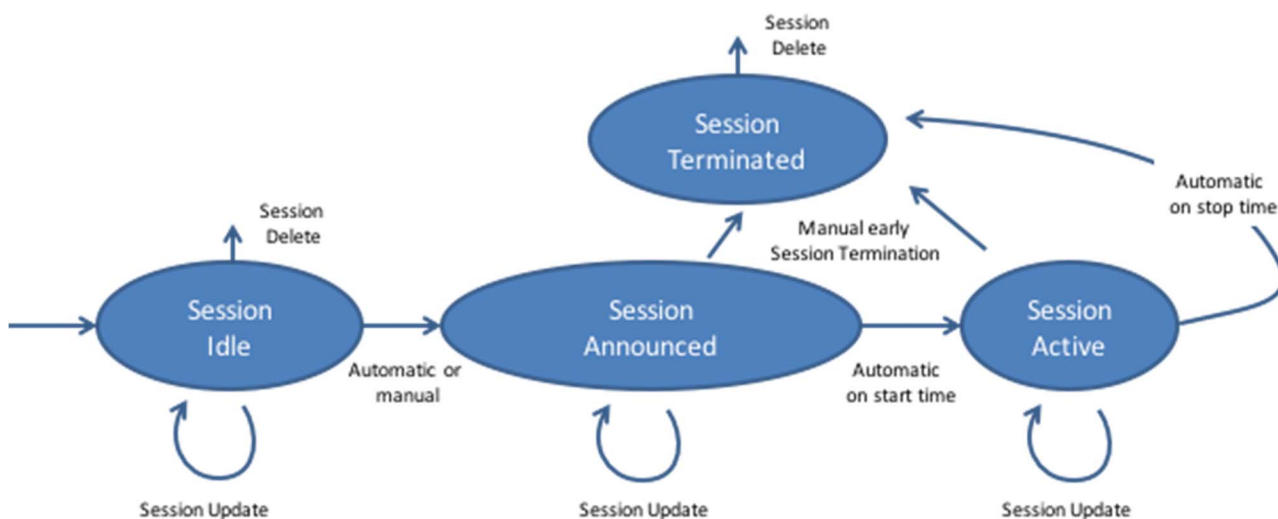 Session
Delete
Session
Terminated
Automatic
on stop time
Session
Delete
Manual early
Session Termination
Session
Idle
Session
Announced
Session
Active
Automatic or
manual
Automatic
on start time
Session Update
Session Update
Session Update